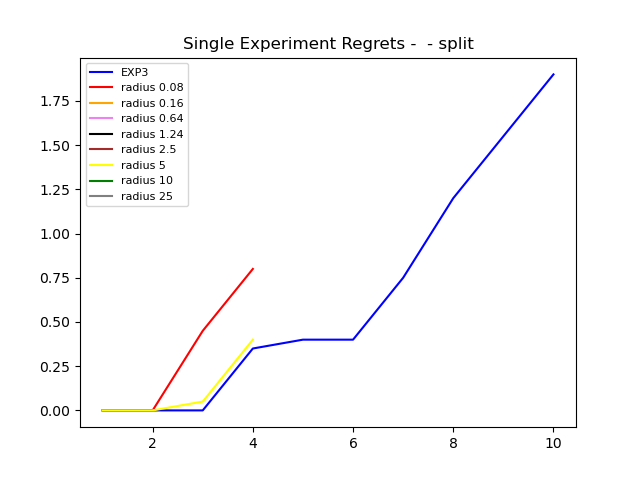 Single Experiment Regrets -  - split
EXP3
radius 0.08
radius 0.16
radius 0.64
radius 1.24
radius 2.5
radius 5
radius 10
radius 25
1.75
1.50
1.25
1.00
0.75
0.50
0.25
0.00
2 4 6 8 10